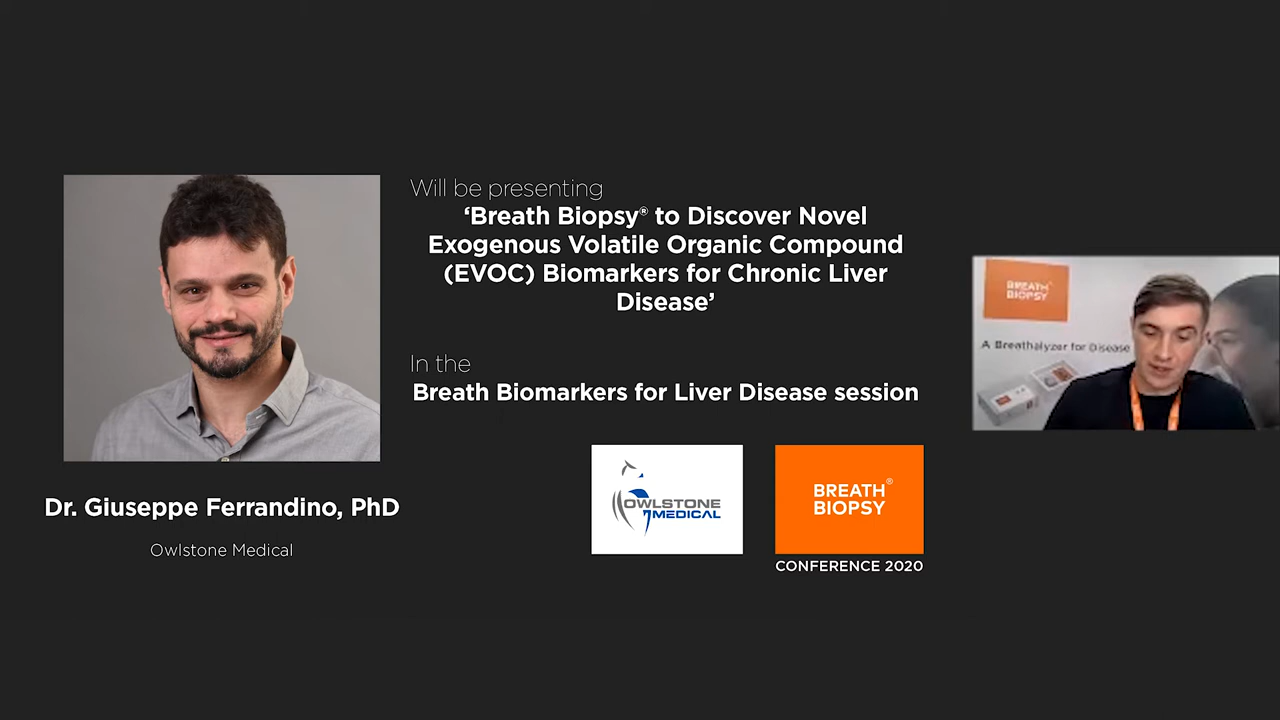 Will be presenting
‘Breath Biopsy® to Discover Novel
Exogenous Volatile Organic Compound
(EVOC) Biomarkers for Chronic Liver
Disease’
In the
Breath Biomarkers for Liver Disease session
Dr. Giuseppe Ferrandino, PhD
Owlstone Medical
OWLSTONE
MEDICAL
BREATH®
BIOPSY
CONFERENCE 2020
BREATH
BIOPSY
A Breathalyzer for Disease